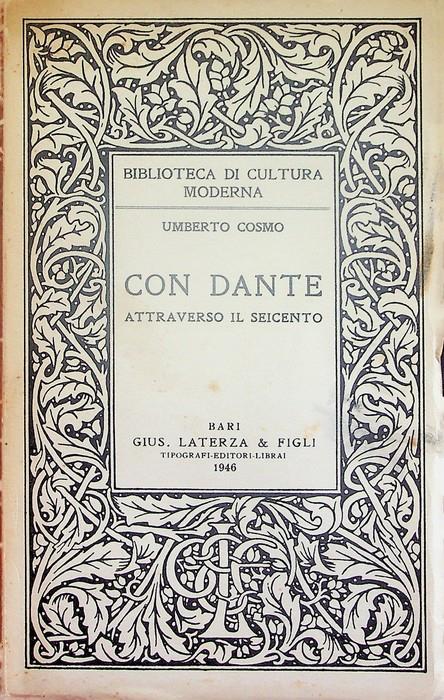 BIBLIOTECA DI CULTURA
MODERNA
UMBERTO COSMO
CON DANTE
ATTRAVERSO IL SEICENTO
BARI
GIUS. LATERZA & FIGLI
TIPOGRAFI-EDITORI-LIBRAI
1946